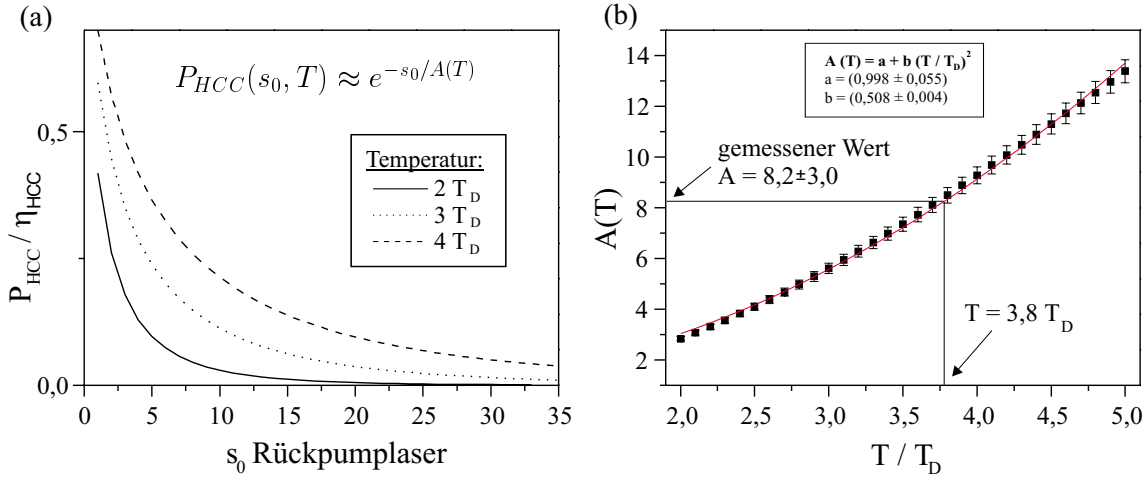 (a)
P_HCC(s_0, T) ≈ e^{-s_0/A(T)}
Temperatur:
2 T_D
3 T_D
4 T_D
P_HCC / η_HCC
0,5
0,0
0 5 10 15 20 25 30 35
s_0 Rückpumplaser
(b)
A (T) = a + b (T / T_D)^2
a = (0,998 ± 0,055)
b = (0,508 ± 0,004)
gemessener Wert
A = 8,2±3,0
T = 3,8 T_D
A(T)
14
12
10
8
6
4
2
2,0 2,5 3,0 3,5 4,0 4,5 5,0
T / T_D